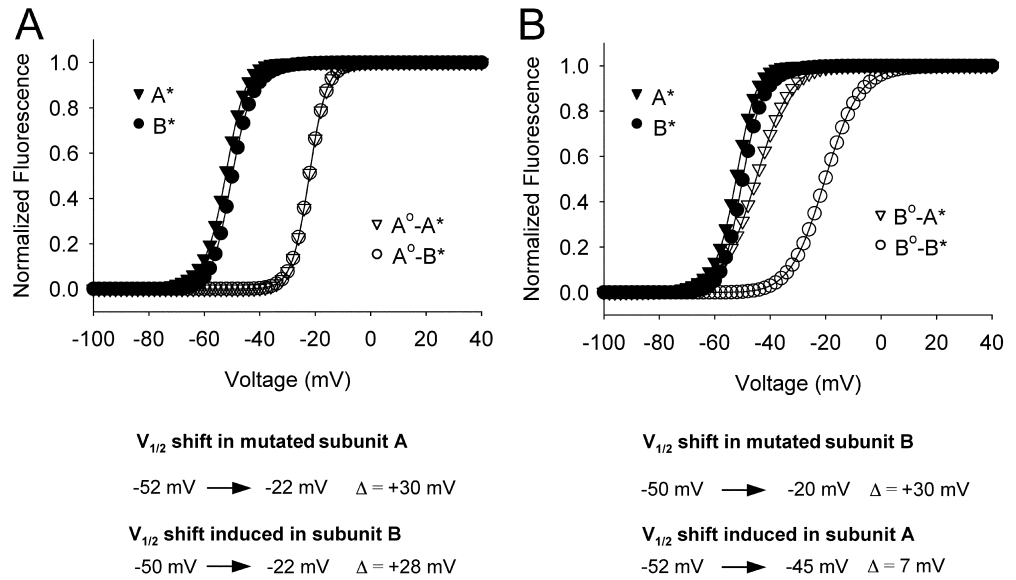 A
Normalized Fluorescence
1.0
0.8
0.6
0.4
0.2
0.0
A*
B*
Aº-A*
Aº-B*
-100 -80 -60 -40 -20 0 20 40
Voltage (mV)
V1/2 shift in mutated subunit A
-52 mV → -22 mV Δ = +30 mV
V1/2 shift induced in subunit B
-50 mV → -22 mV Δ = +28 mV
B
Normalized Fluorescence
1.0
0.8
0.6
0.4
0.2
0.0
A*
B*
Bº-A*
Bº-B*
-100 -80 -60 -40 -20 0 20 40
Voltage (mV)
V1/2 shift in mutated subunit B
-50 mV → -20 mV Δ = +30 mV
V1/2 shift induced in subunit A
-52 mV → -45 mV Δ = 7 mV